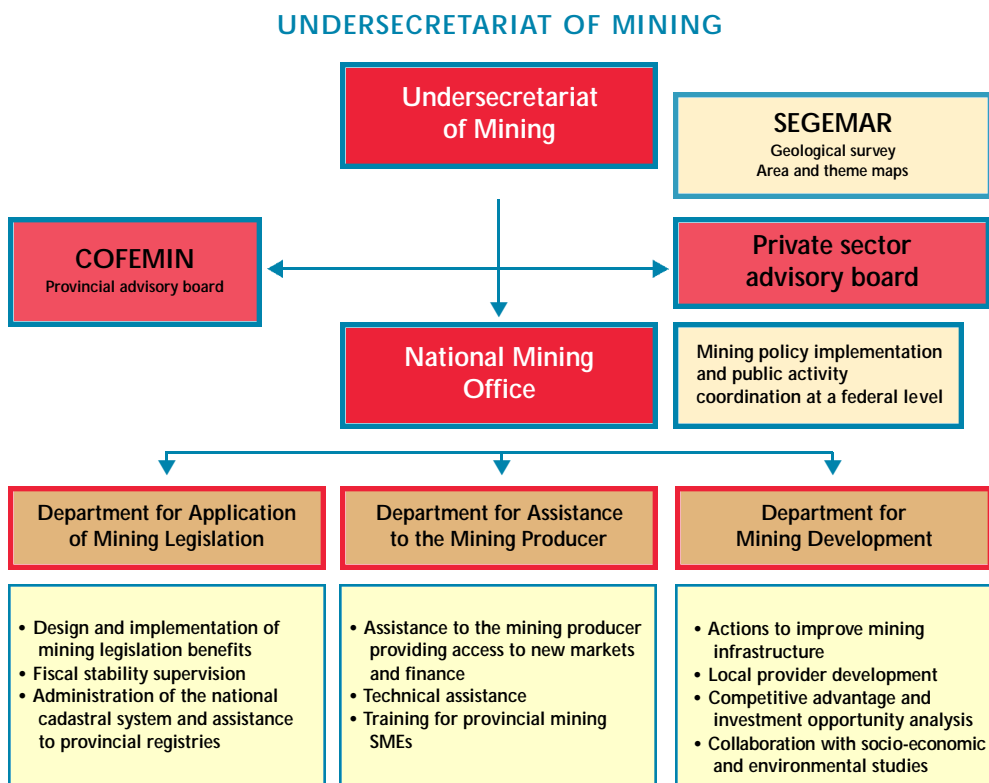 UNDERSECRETARIAT OF MINING
Undersecretariat
of Mining
SEGEMAR
Geological survey
Area and theme maps
COFEMIN
Provincial advisory board
Private sector
advisory board
National Mining
Office
Mining policy implementation
and public activity
coordination at a federal level
Department for Application
of Mining Legislation
Department for Assistance
to the Mining Producer
Department for
Mining Development
• Design and implementation of
mining legislation benefits
• Fiscal stability supervision
• Administration of the national
cadastral system and assistance
to provincial registries
• Assistance to the mining producer
providing access to new markets
and finance
• Technical assistance
• Training for provincial mining
SMEs
• Actions to improve mining
infrastructure
• Local provider development
• Competitive advantage and
investment opportunity analysis
• Collaboration with socio-economic
and environmental studies